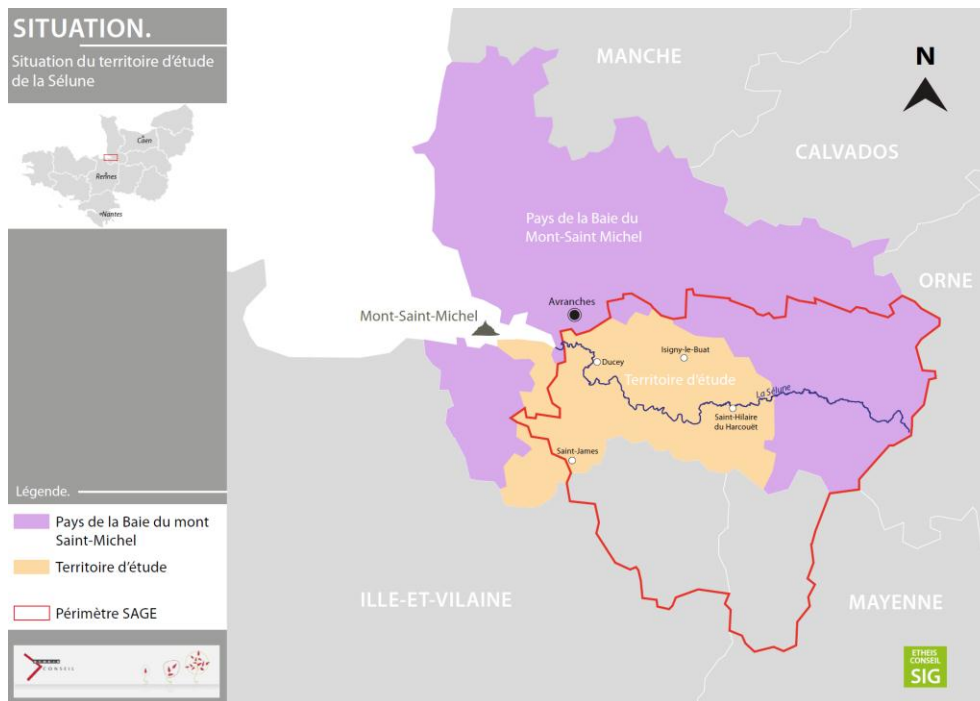 SITUATION.
Situation du territoire d'étude
de la Sélune
Caen
Rennes
Nantes
Légende.
Pays de la Baie du mont
Saint-Michel
Territoire d'étude
Périmètre SAGE
CONSEIL
MANCHE
N
CALVADOS
Pays de la Baie du
Mont-Saint Michel
ORNE
Avranches
Mont-Saint-Michel
Isigny-le-Buat
Ducey
Territoire d'étude
La Sélune
Saint-Hilaire
du Harcouët
Saint-James
ILLE-ET-VILAINE
MAYENNE
ETHEIS
CONSEIL
SIG